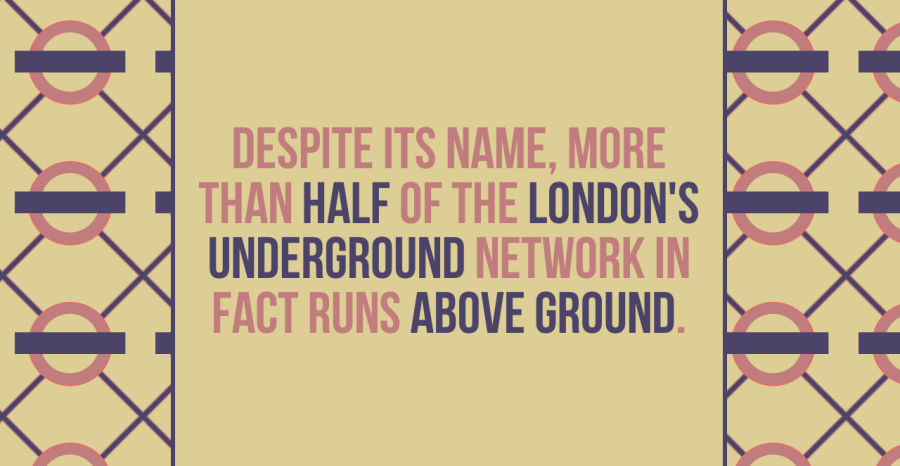 DESPITE ITS NAME, MORE
THAN HALF OF THE LONDON'S
UNDERGROUND NETWORK IN
FACT RUNS ABOVE GROUND.